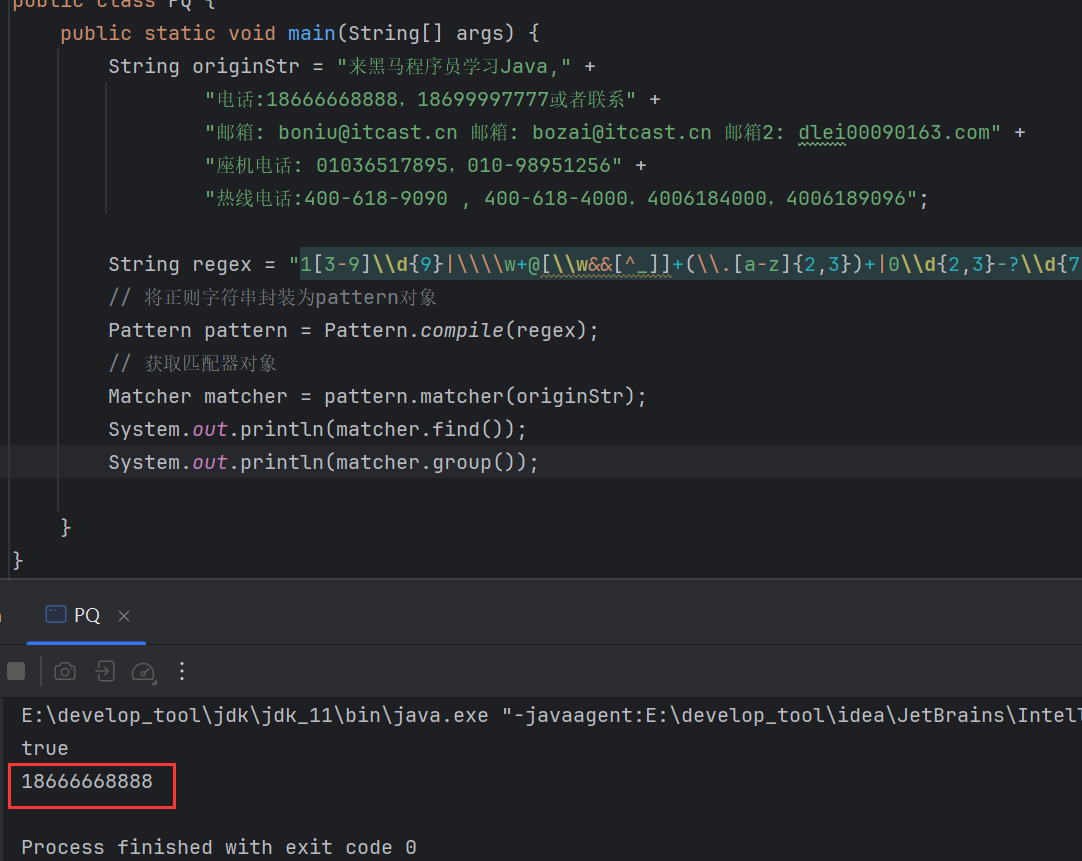 public class PQ {
public static void main(String[] args) {
String originStr = "来黑马程序员学习Java," +
"电话:18666668888，18699997777或者联系" +
"邮箱: boniu@itcast.cn 邮箱: bozai@itcast.cn 邮箱2: dlei00090163.com" +
"座机电话: 01036517895，010-98951256" +
"热线电话:400-618-9090 , 400-618-4000，4006184000，4006189096";
String regex = "1[3-9]\\d{9}|\\\\w+@[\\w&&[^_]]+(\\.[a-z]{2,3})+|0\\d{2,3}-?\\d{7
// 将正则字符串封装为pattern对象
Pattern pattern = Pattern.compile(regex);
// 获取匹配器对象
Matcher matcher = pattern.matcher(originStr);
System.out.println(matcher.find());
System.out.println(matcher.group());
}
}
PQ
E:\develop_tool\jdk\jdk_11\bin\java.exe "-javaagent:E:\develop_tool\idea\JetBrains\Intell
true
18666668888
Process finished with exit code 0